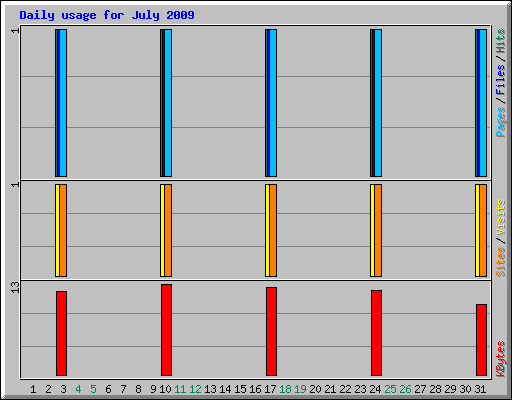 Daily usage for July 2009
1
1
13
Pages/Files/Hits
Sites/Visits
KBytes
1 2 3 4 5 6 7 8 9 10 11 12 13 14 15 16 17 18 19 20 21 22 23 24 25 26 27 28 29 30 31